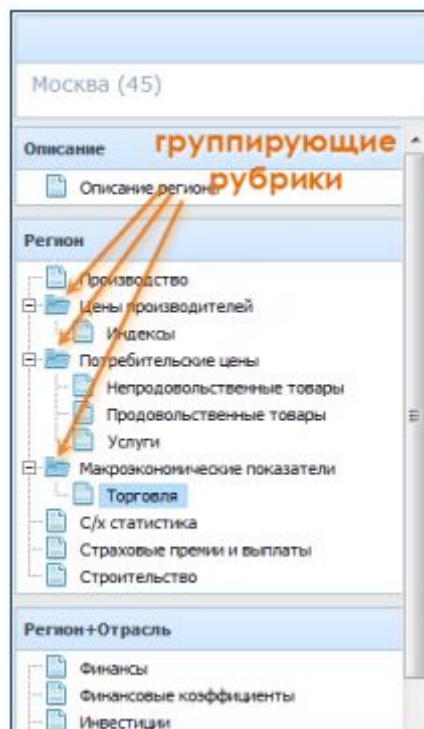 Москва (45)
Описание
группирующие
рубрики
Описание региона
Регион
Производство
Цены производителей
Индексы
Потребительские цены
Непродовольственные товары
Продовольственные товары
Услуги
Макроэкономические показатели
Торговля
С/х статистика
Страховые премии и выплаты
Строительство
Регион+Отрасль
Финансы
Финансовые коэффициенты
Инвестиции